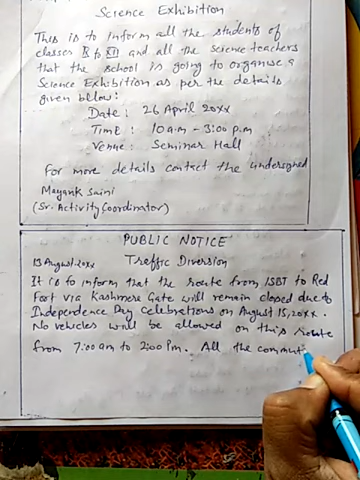 Science Exhibition
This is to inform all the students of
classes X to XII and all the science teachers
that the school is going to organise a
Science Exhibition as per the details
given below:
Date: 26 April 20xx
Time: 10 a.m - 3:00 p.m
Venue: Seminar Hall
For more details contact the undersigned
Mayank Saini
(Sr. Activity Coordinator)
PUBLIC NOTICE
13 August, 20xx Traffic Diversion
It is to inform that the route from ISBT to Red
Fort via Kashmere Gate will remain closed due to
Independence Day Celebrations on August 15, 20xx.
No vehicles will be allowed on this route
from 7:00 am to 2:00 Pm. All the commut